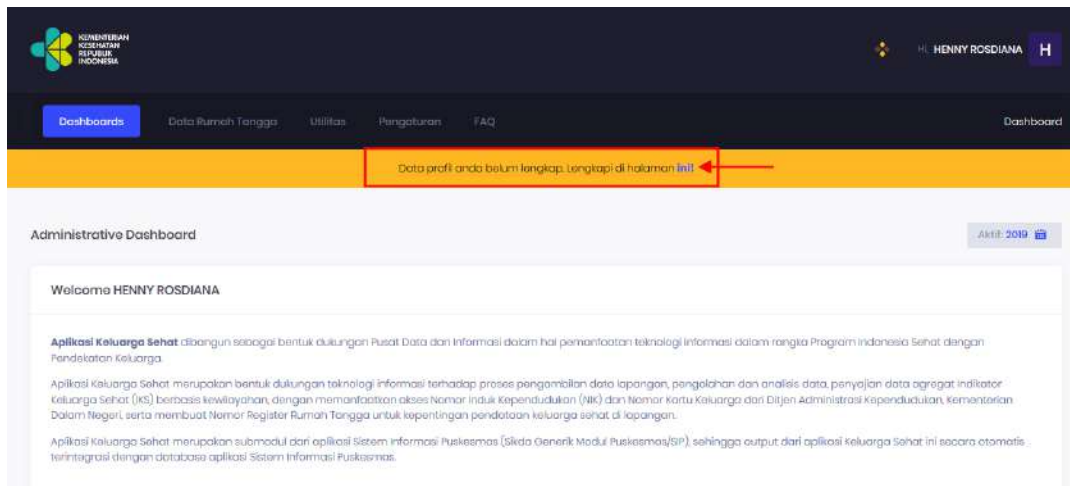 KEMENTERIAN
KESEHATAN
REPUBLIK
INDONESIA
Hi, HENNY ROSDIANA H
Dashboards Data Rumah Tangga Utilitas Pengaturan FAQ Dashboard
Data profil anda belum lengkap. Lengkapi di halaman ini!
Administrative Dashboard Aktif: 2019
Welcome HENNY ROSDIANA
Aplikasi Keluarga Sehat dibangun sebagai bentuk dukungan Pusat Data dan Informasi dalam hal pemanfaatan teknologi informasi dalam rangka Program Indonesia Sehat dengan
Pendekatan Keluarga.
Aplikasi Keluarga Sehat merupakan bentuk dukungan teknologi informasi terhadap proses pengambilan data lapangan, pengolahan dan analisis data, penyajian data agregat Indikator
Keluarga Sehat (IKS) berbasis kewilayahan, dengan memanfaatkan akses Nomor Induk Kependudukan (NIK) dan Nomor Kartu Keluarga dari Ditjen Administrasi Kependudukan, Kementerian
Dalam Negeri, serta membuat Nomor Register Rumah Tangga untuk kepentingan pendataan keluarga sehat di lapangan.
Aplikasi Keluarga Sehat merupakan submodul dari aplikasi Sistem Informasi Puskesmas (Sikda Generik Modul Puskesmas/SIP), sehingga output dari aplikasi Keluarga Sehat ini secara otomatis
terintegrasi dengan database aplikasi Sistem Informasi Puskesmas.